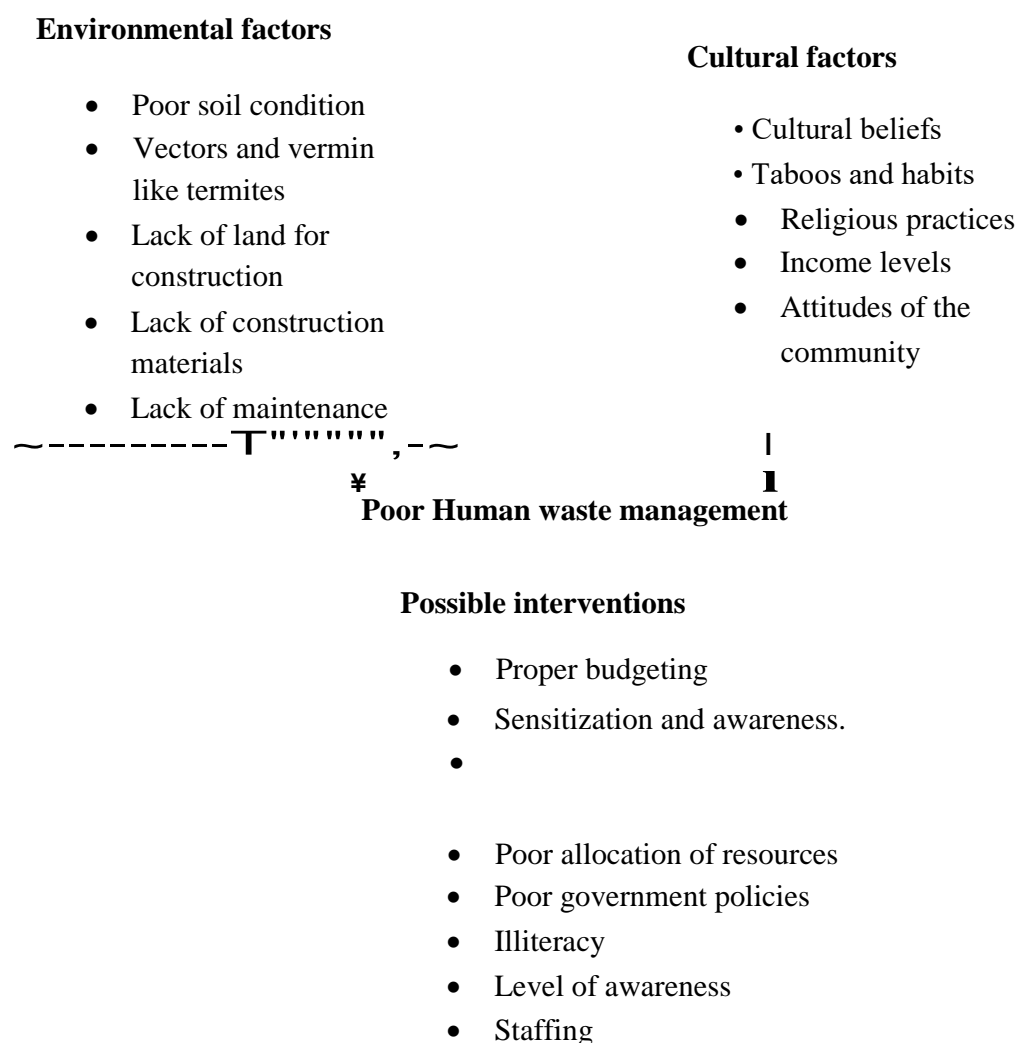 Environmental factors
• Poor soil condition
• Vectors and vermin
like termites
• Lack of land for
construction
• Lack of construction
materials
• Lack of maintenance
Cultural factors
• Cultural beliefs
• Taboos and habits
• Religious practices
• Income levels
• Attitudes of the
community
~---------T"'"""",-~
|
¥
1
Poor Human waste management
Possible interventions
• Proper budgeting
• Sensitization and awareness.
•
• Poor allocation of resources
• Poor government policies
• Illiteracy
• Level of awareness
• Staffing